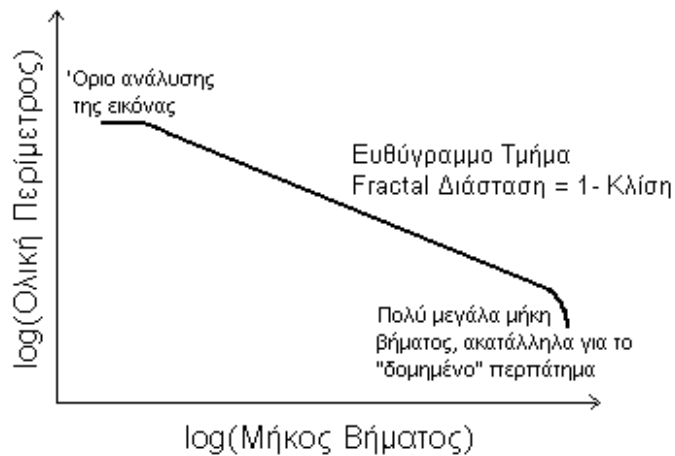 'Οριο ανάλυσης
της εικόνας
Ευθύγραμμο Τμήμα
Fractal Διάσταση = 1- Κλίση
Πολύ μεγάλα μήκη
βήματος, ακατάλληλα για το
"δομημένο" περπάτημα
log(Ολική Περίμετρος)
log(Μήκος Βήματος)